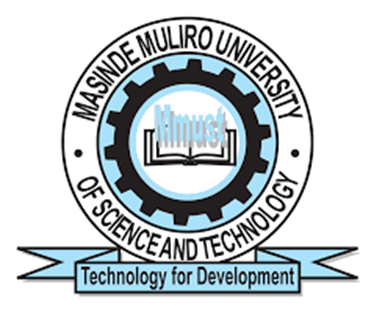 MASINDE MULIRO UNIVERSITY
Mmust
OF SCIENCE AND TECHNOLOGY
Technology for Development